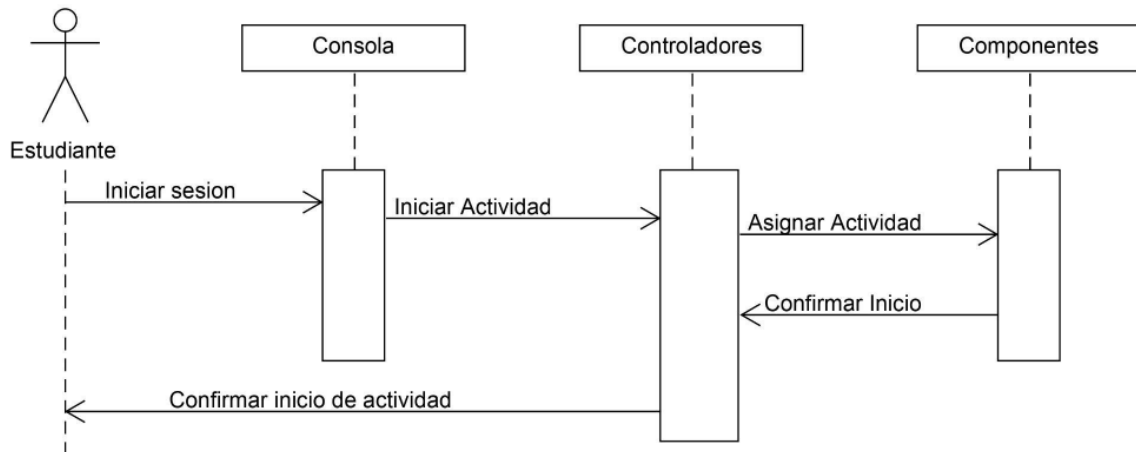 Consola
Controladores
Componentes
Estudiante
Iniciar sesion
Iniciar Actividad
Asignar Actividad
Confirmar Inicio
Confirmar inicio de actividad